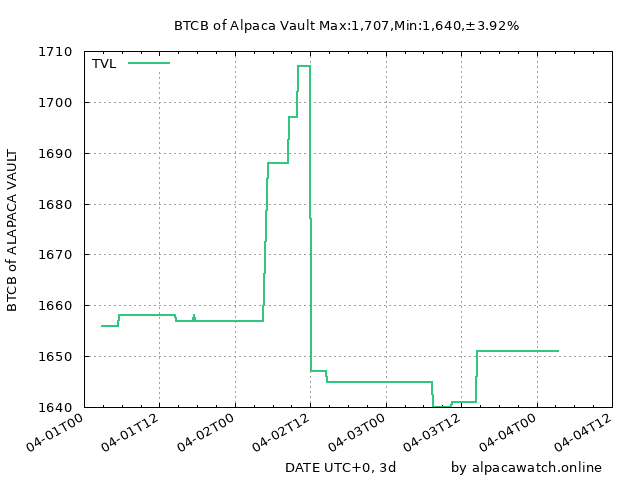 BTCB of Alpaca Vault Max:1,707,Min:1,640,±3.92%
TVL
1710
1700
1690
1680
1670
1660
1650
1640
BTCB of ALAPACA VAULT
04-01T00
04-01T12
04-02T00
04-02T12
04-03T00
04-03T12
04-04T00
04-04T12
DATE UTC+0, 3d
by alpacawatch.online